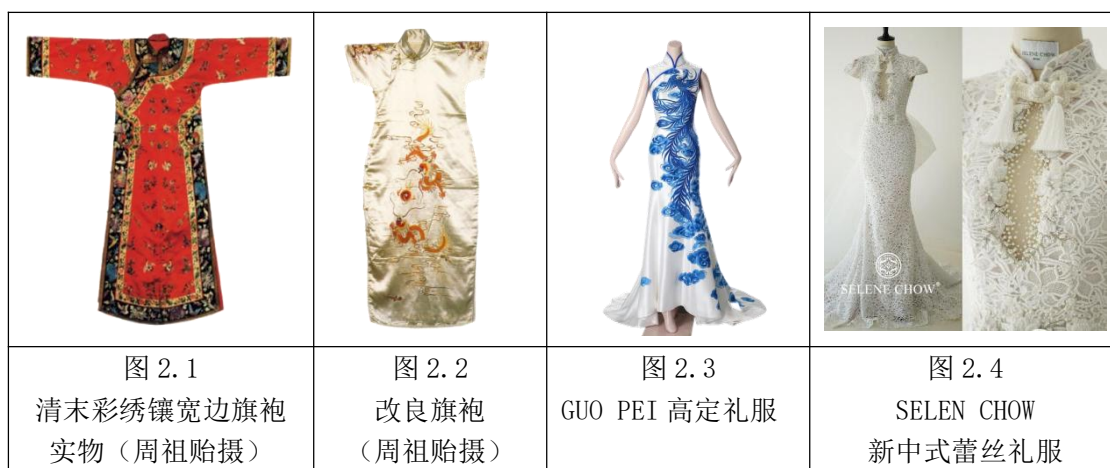 SELENE CHOW
SELENE CHOW®
图 2.1
清末彩绣镶宽边旗袍
实物（周祖贻摄）
图 2.2
改良旗袍
（周祖贻摄）
图 2.3
GUO PEI 高定礼服
图 2.4
SELEN CHOW
新中式蕾丝礼服